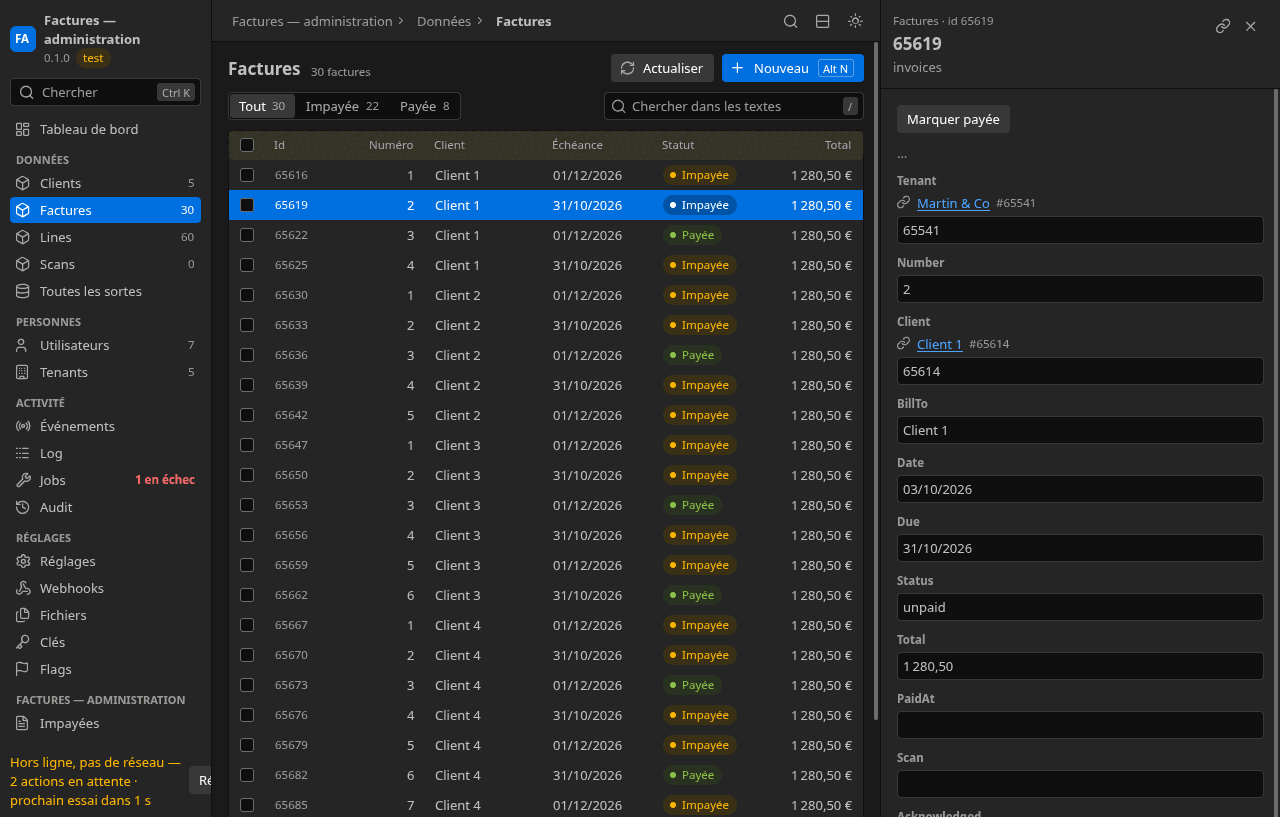 FA
Factures —
administration
0.1.0 test
Chercher Ctrl K
Tableau de bord
DONNÉES
Clients 5
Factures 30
Lines 60
Scans 0
Toutes les sortes
PERSONNES
Utilisateurs 7
Tenants 5
ACTIVITÉ
Événements
Log
Jobs 1 en échec
Audit
RÉGLAGES
Réglages
Webhooks
Fichiers
Clés
Flags
FACTURES — ADMINISTRATION
Impayées
Hors ligne, pas de réseau —
2 actions en attente ·
prochain essai dans 1 s
Ré
Factures — administration › Données › Factures
Factures 30 factures
Actualiser
Nouveau Alt N
Tout 30 Impayée 22 Payée 8
Chercher dans les textes /
Id Numéro Client Échéance Statut Total
65616 1 Client 1 01/12/2026 Impayée 1 280,50 €
65619 2 Client 1 31/10/2026 Impayée 1 280,50 €
65622 3 Client 1 01/12/2026 Payée 1 280,50 €
65625 4 Client 1 31/10/2026 Impayée 1 280,50 €
65630 1 Client 2 01/12/2026 Impayée 1 280,50 €
65633 2 Client 2 31/10/2026 Impayée 1 280,50 €
65636 3 Client 2 01/12/2026 Payée 1 280,50 €
65639 4 Client 2 31/10/2026 Impayée 1 280,50 €
65642 5 Client 2 01/12/2026 Impayée 1 280,50 €
65647 1 Client 3 01/12/2026 Impayée 1 280,50 €
65650 2 Client 3 31/10/2026 Impayée 1 280,50 €
65653 3 Client 3 01/12/2026 Payée 1 280,50 €
65656 4 Client 3 31/10/2026 Impayée 1 280,50 €
65659 5 Client 3 01/12/2026 Impayée 1 280,50 €
65662 6 Client 3 31/10/2026 Payée 1 280,50 €
65667 1 Client 4 01/12/2026 Impayée 1 280,50 €
65670 2 Client 4 31/10/2026 Impayée 1 280,50 €
65673 3 Client 4 01/12/2026 Payée 1 280,50 €
65676 4 Client 4 31/10/2026 Impayée 1 280,50 €
65679 5 Client 4 01/12/2026 Impayée 1 280,50 €
65682 6 Client 4 31/10/2026 Payée 1 280,50 €
65685 7 Client 4 01/12/2026 Impayée 1 280,50 €
Factures · id 65619
65619
invoices
Marquer payée
...
Tenant
Martin & Co #65541
65541
Number
2
Client
Client 1 #65614
65614
BillTo
Client 1
Date
03/10/2026
Due
31/10/2026
Status
unpaid
Total
1 280,50
PaidAt
Scan
Acknowledged